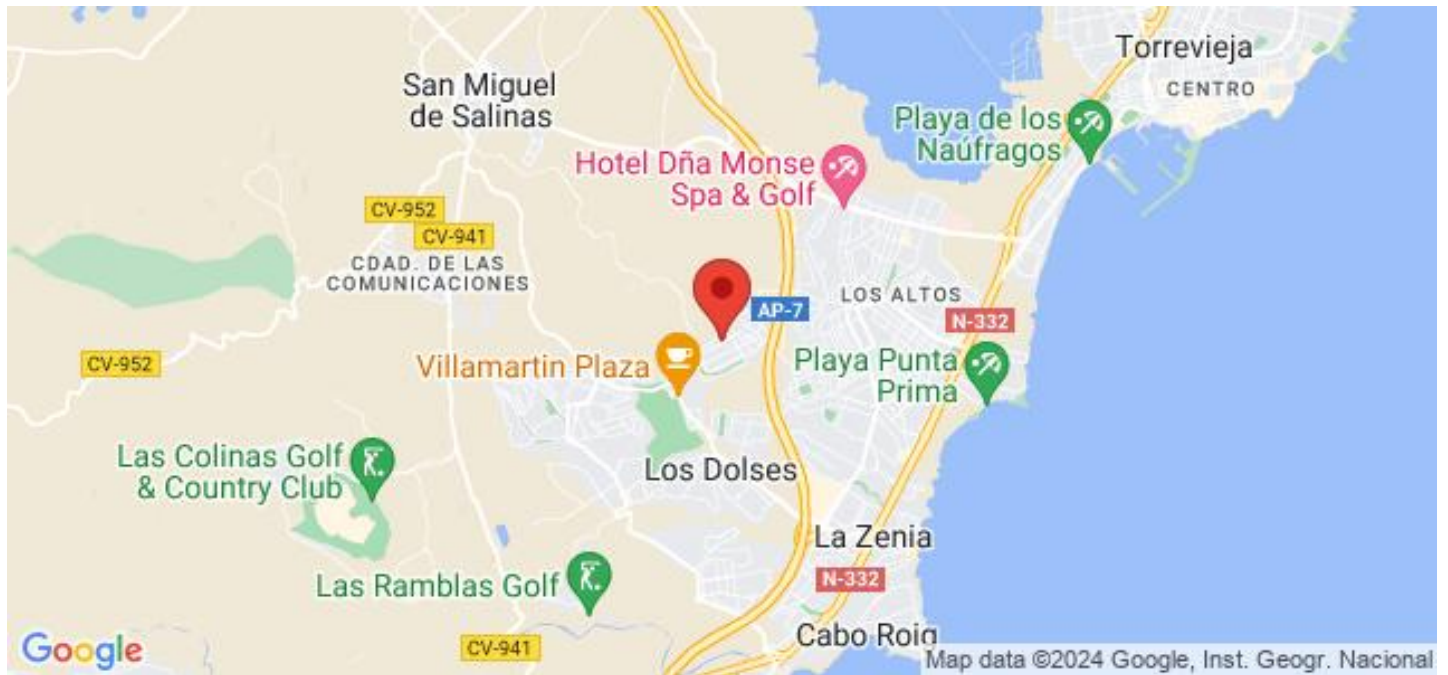 Torrevieja
CENTRO
San Miguel
de Salinas
Playa de los
Naúfragos
Hotel Dña Monse
Spa & Golf
CV-952
CV-941
CDAD. DE LAS
COMUNICACIONES
LOS ALTOS
AP-7
N-332
CV-952
Villamartin Plaza
Playa Punta
Prima
Las Colinas Golf
& Country Club
Los Dolses
La Zenia
N-332
Las Ramblas Golf
Cabo Roig
CV-941
Google
Map data ©2024 Google, Inst. Geogr. Nacional